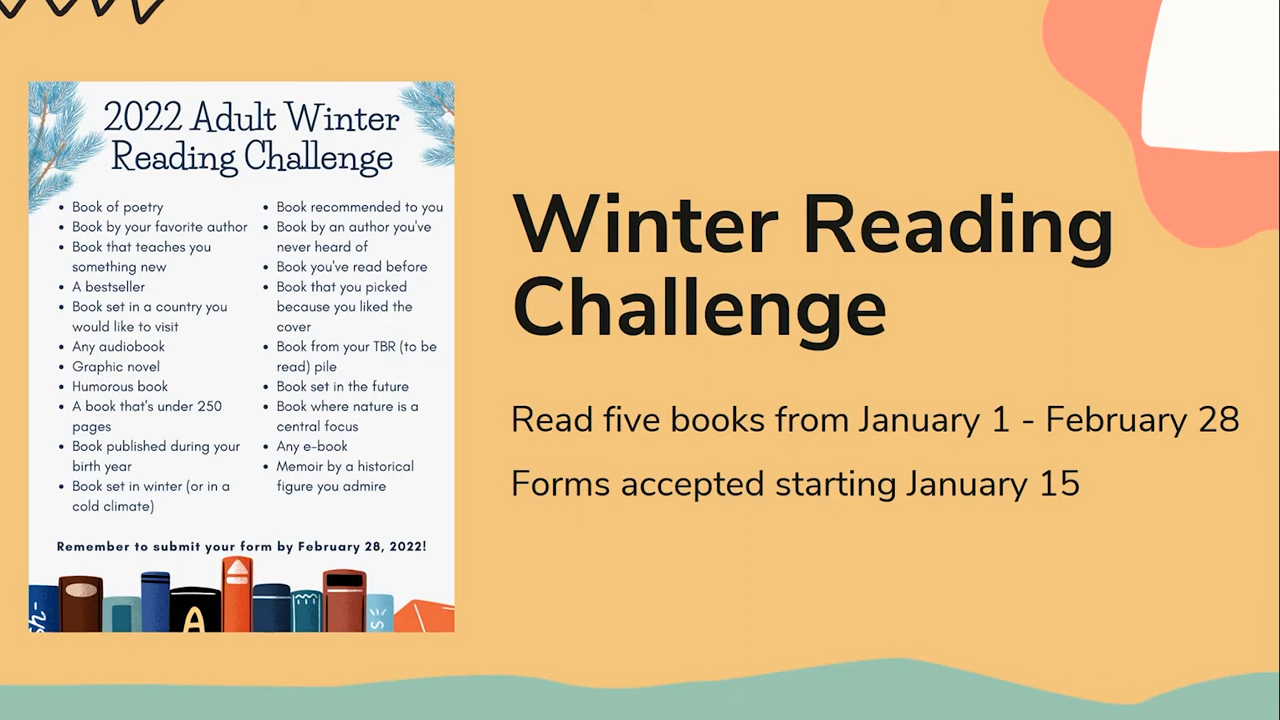 2022 Adult Winter
Reading Challenge
• Book of poetry
• Book by your favorite author
• Book that teaches you
something new
• A bestseller
• Book set in a country you
would like to visit
• Any audiobook
• Graphic novel
• Humorous book
• A book that's under 250
pages
• Book published during your
birth year
• Book set in winter (or in a
cold climate)
• Book recommended to you
• Book by an author you've
never heard of
• Book you've read before
• Book that you picked
because you liked the
cover
• Book from your TBR (to be
read) pile
• Book set in the future
• Book where nature is a
central focus
• Any e-book
• Memoir by a historical
figure you admire
Remember to submit your form by February 28, 2022!
A
Winter Reading
Challenge
Read five books from January 1 - February 28
Forms accepted starting January 15